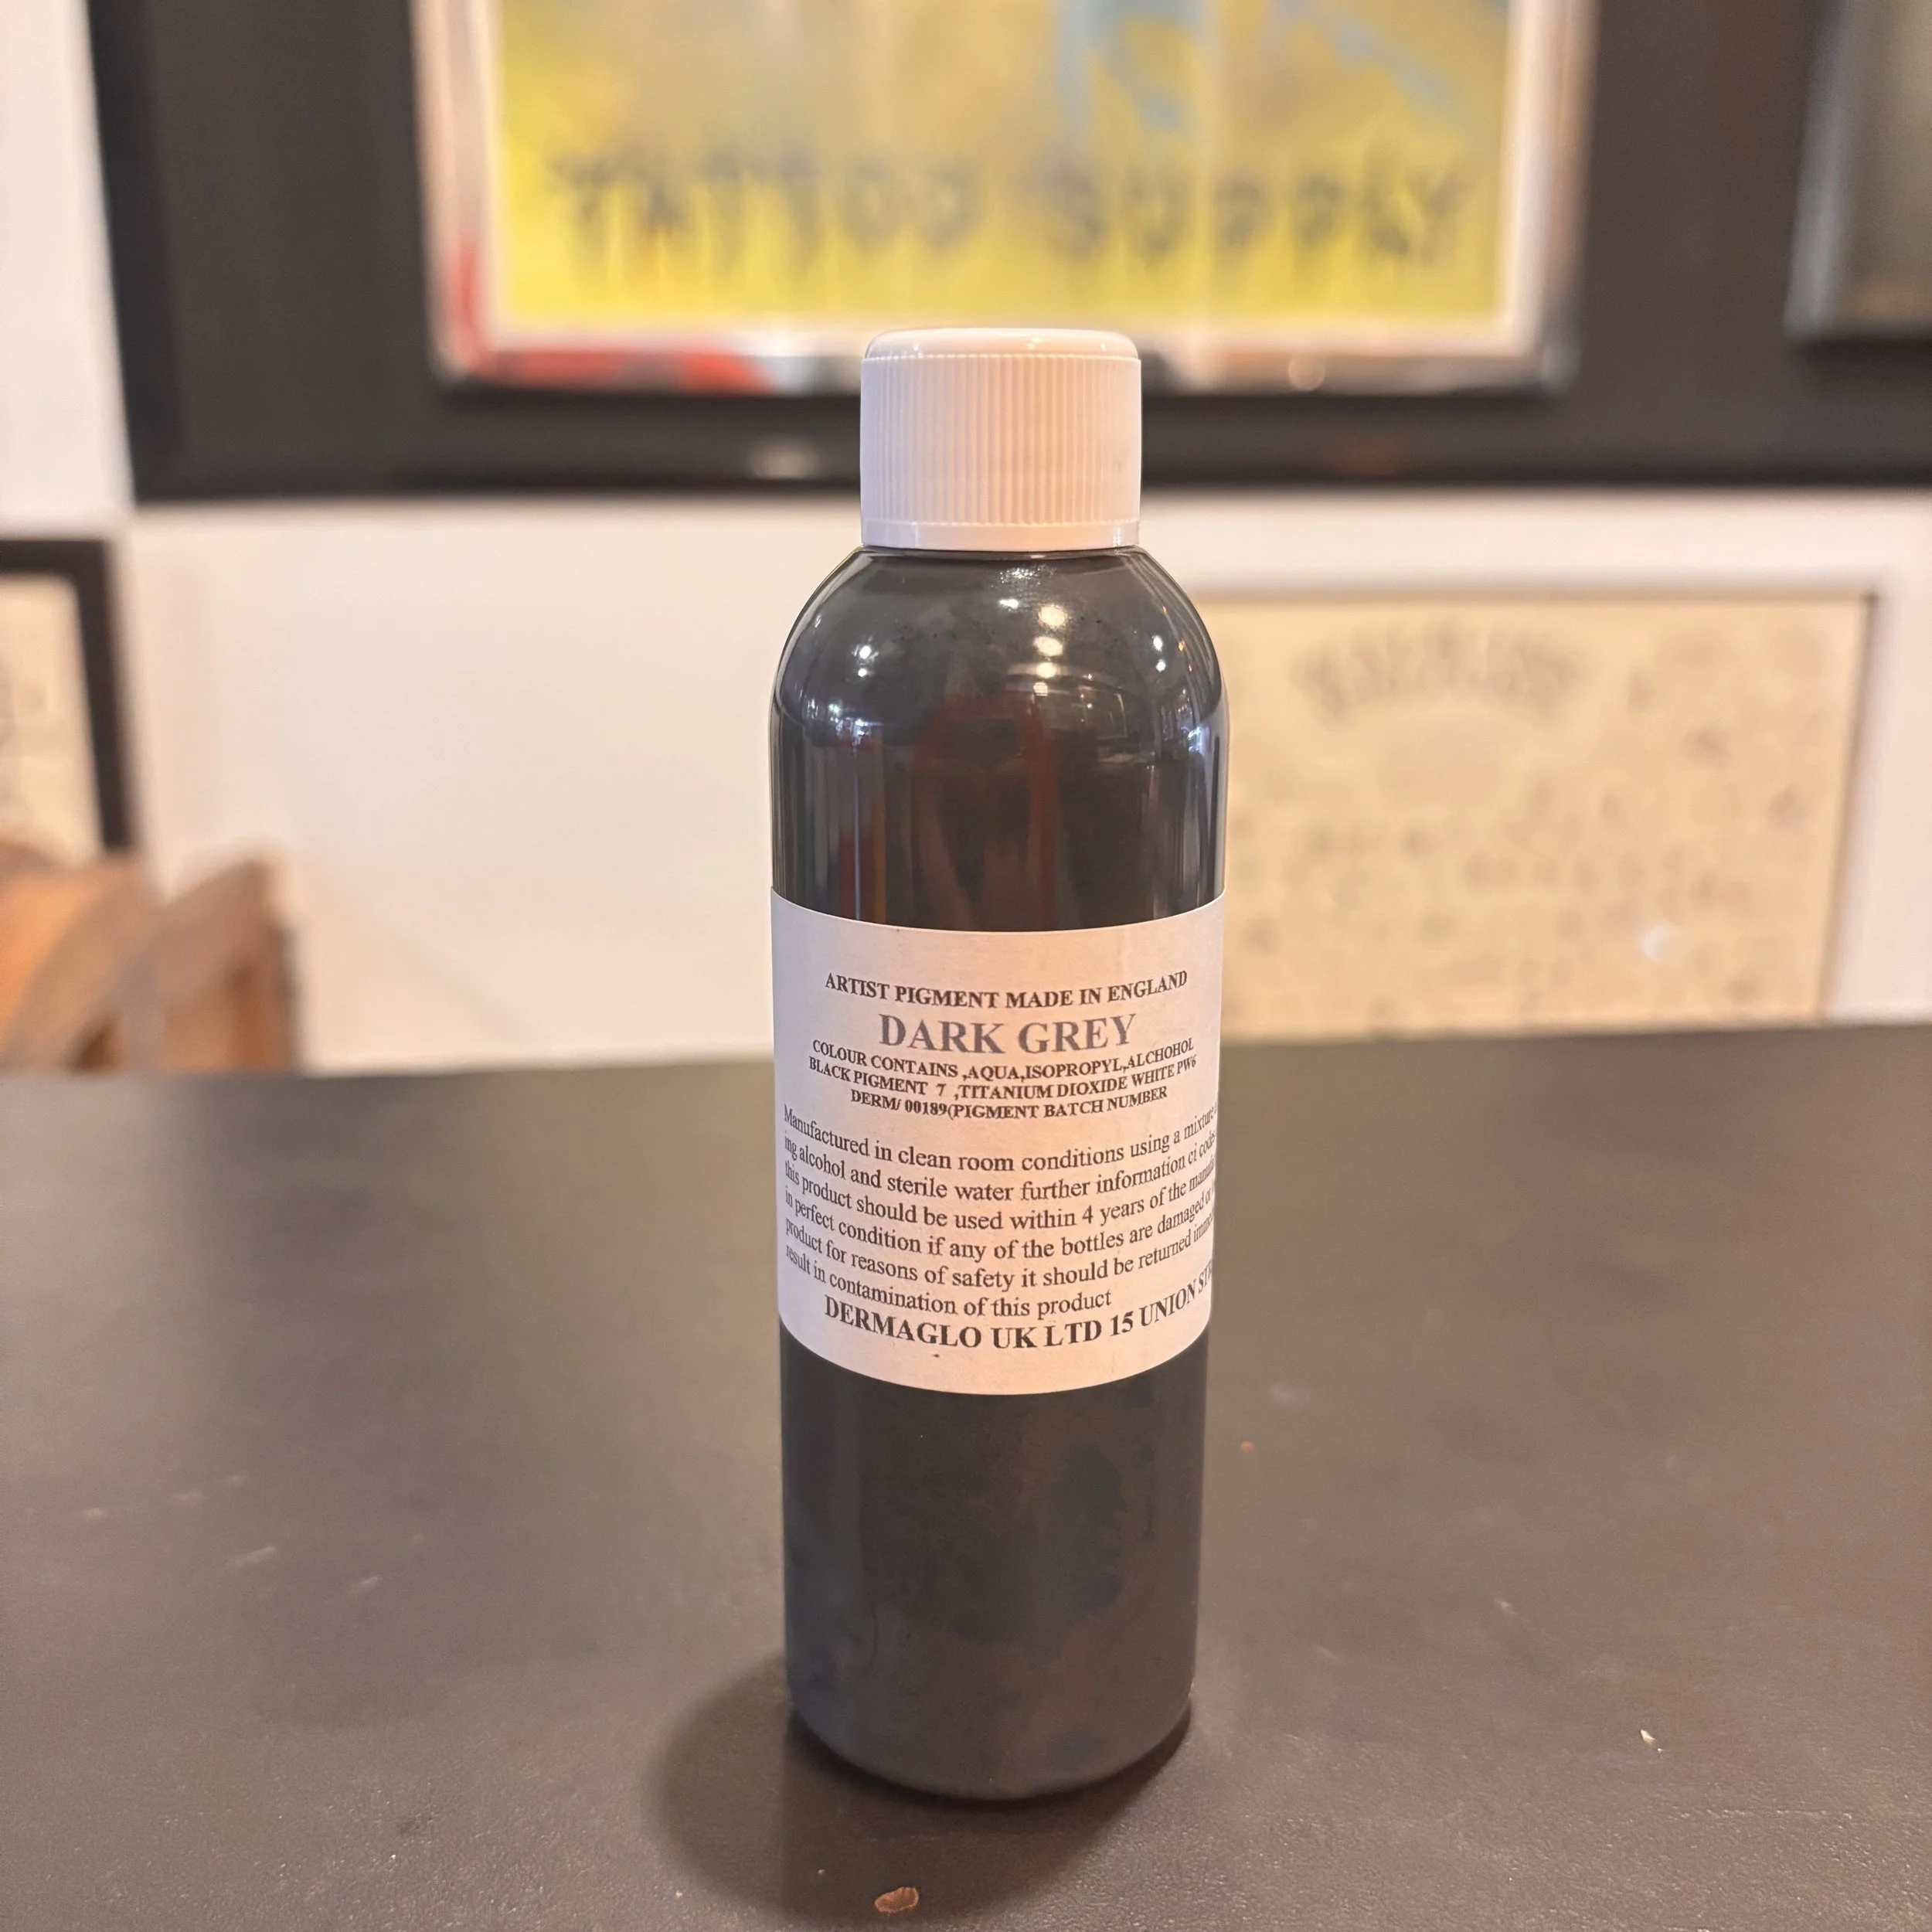 TATTOO SUPPLY
ARTIST PIGMENT MADE IN ENGLAND
DARK GREY
COLOUR CONTAINS ,AQUA,ISOPROPYL,ALCHOHOL
BLACK PIGMENT 7 ,TITANIUM DIOXIDE WHITE PW6
DERM/ 00189(PIGMENT BATCH NUMBER
Manufactured in clean room conditions using a mixture
ing alcohol and sterile water further information ci
this product should be used within 4 years of the
in perfect condition if any of the bottles are damaged
product for reasons of safety it should be returned
result in contamination of this product
DERMAGLO UK LTD 15 UNION